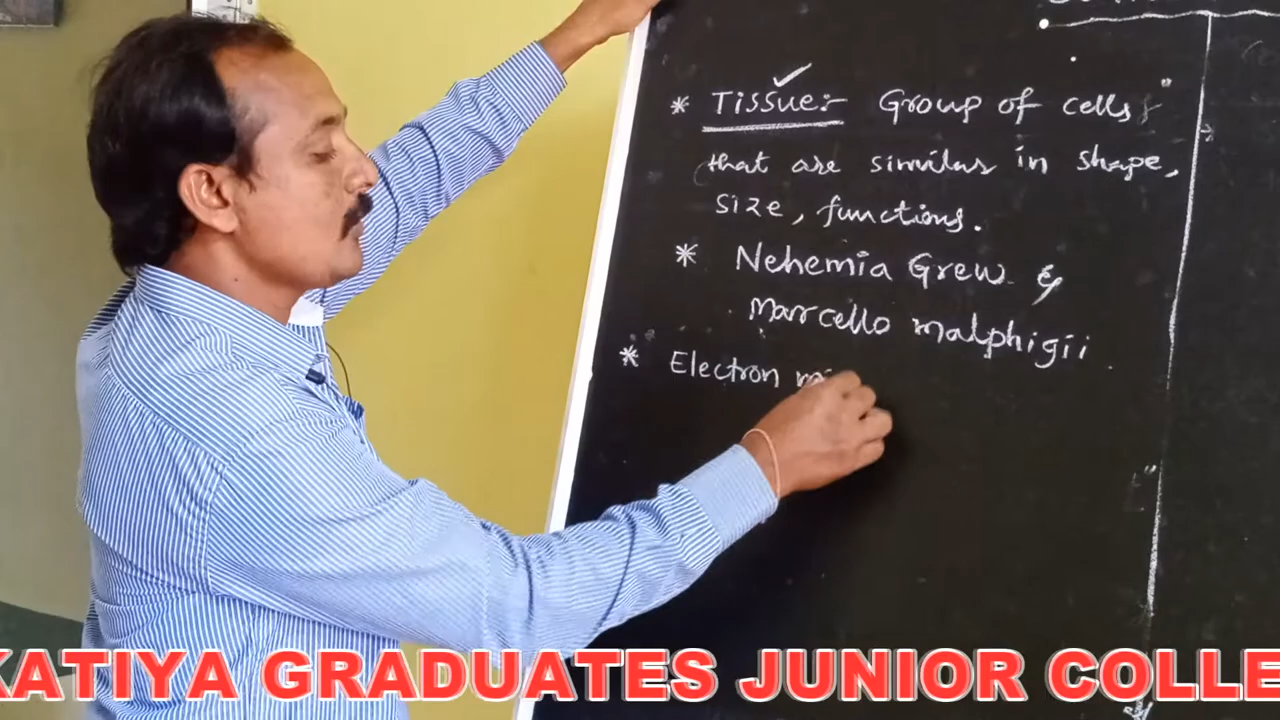 * Tissue:- Group of cells
that are similar in shape,
size, functions.
* Nehemia Grew &
Marcello malphigii
* Electron mi
KATIYA GRADUATES JUNIOR COLLE